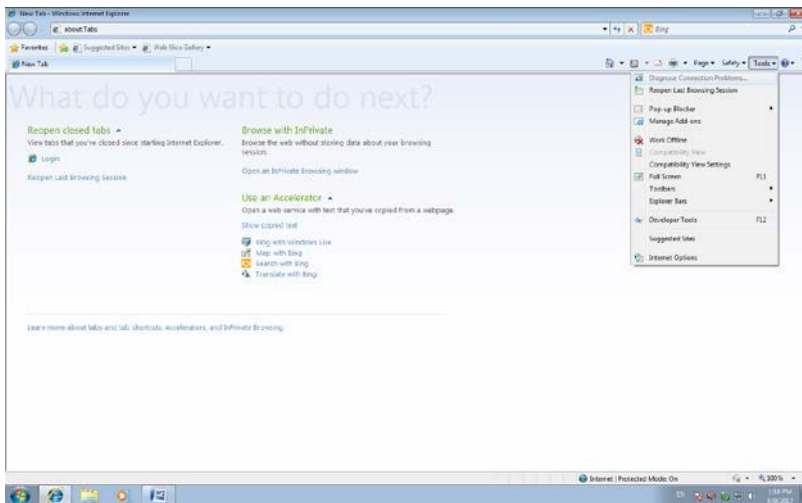 New Tab - Windows Internet Explorer
about:Tabs
Bing
Favorites Suggested Sites Web Slice Gallery
New Tab
Page Safety Tools
What do you want to do next?
Reopen closed tabs
View tabs that you've closed since starting Internet Explorer.
Login
Reopen Last Browsing Session
Browse with InPrivate
Browse the web without storing data about your browsing
session.
Open an InPrivate Browsing window
Use an Accelerator
Open a web service with text that you've copied from a webpage.
Show copied text
Blog with Windows Live
Map with Bing
Search with Bing
Translate with Bing
Learn more about tabs and tab shortcuts, Accelerators, and InPrivate Browsing.
Diagnose Connection Problems...
Reopen Last Browsing Session
Pop-up Blocker
Manage Add-ons
Work Offline
Compatibility View
Compatibility View Settings
Full Screen F11
Toolbars
Explorer Bars
Developer Tools F12
Suggested Sites
Internet Options
Internet | Protected Mode: On
100%
EN
PM